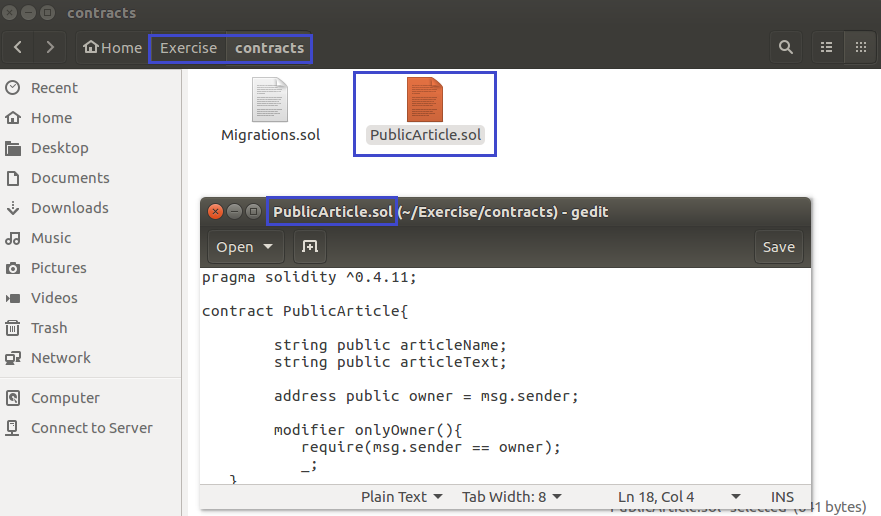 contracts
Home Exercise contracts
Recent
Home
Desktop
Documents
Downloads
Music
Pictures
Videos
Trash
Network
Computer
Connect to Server
Migrations.sol PublicArticle.sol
PublicArticle.sol (~/Exercise/contracts) - gedit
Open Save
pragma solidity ^0.4.11;
contract PublicArticle{
string public articleName;
string public articleText;
address public owner = msg.sender;
modifier onlyOwner(){
require(msg.sender == owner);
_;
}
Plain Text Tab Width: 8 Ln 18, Col 4 INS
"PublicArticle.sol" selected (641 bytes)